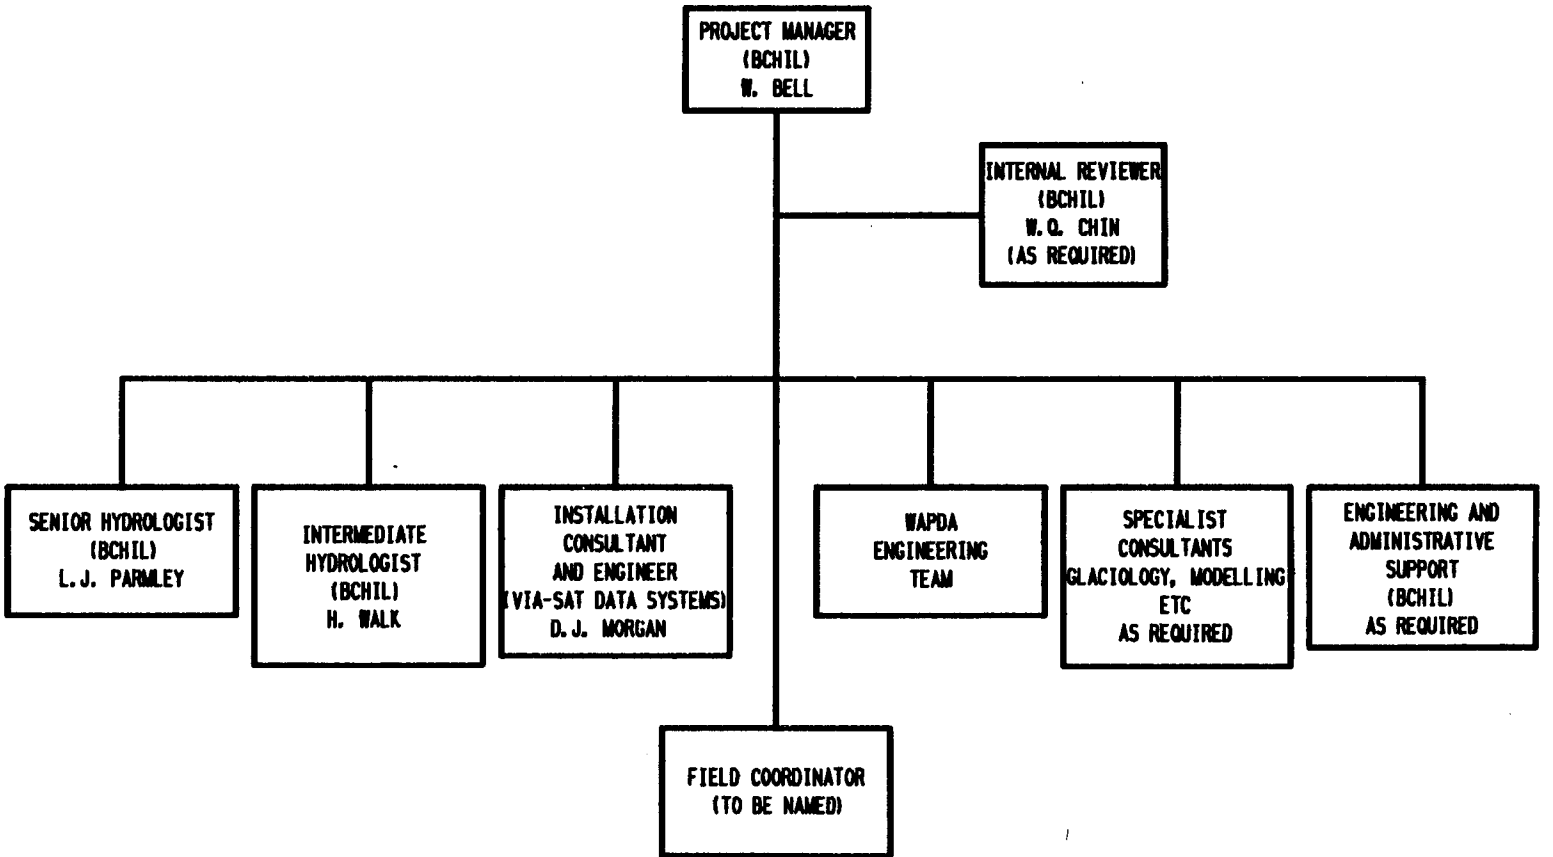 PROJECT MANAGER
(BCHIL)
W. BELL
INTERNAL REVIEWER
(BCHIL)
W.Q. CHIN
(AS REQUIRED)
SENIOR HYDROLOGIST
(BCHIL)
L.J. PARMLEY
INTERMEDIATE
HYDROLOGIST
(BCHIL)
H. WALK
INSTALLATION
CONSULTANT
AND ENGINEER
(VIA-SAT DATA SYSTEMS)
D.J. MORGAN
WAPDA
ENGINEERING
TEAM
SPECIALIST
CONSULTANTS
GLACIOLOGY, MODELLING
ETC
AS REQUIRED
ENGINEERING AND
ADMINISTRATIVE
SUPPORT
(BCHIL)
AS REQUIRED
FIELD COORDINATOR
(TO BE NAMED)